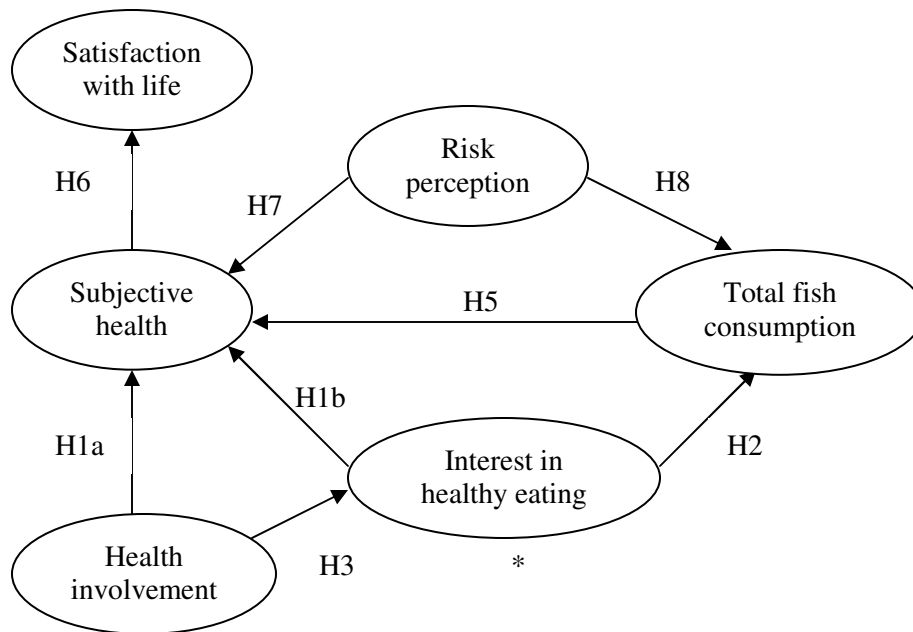 Satisfaction
with life
Risk
perception
H6
H7
H8
Subjective
health
H5
Total fish
consumption
H1b
H1a
Interest in
healthy eating
H2
Health
involvement
H3
*